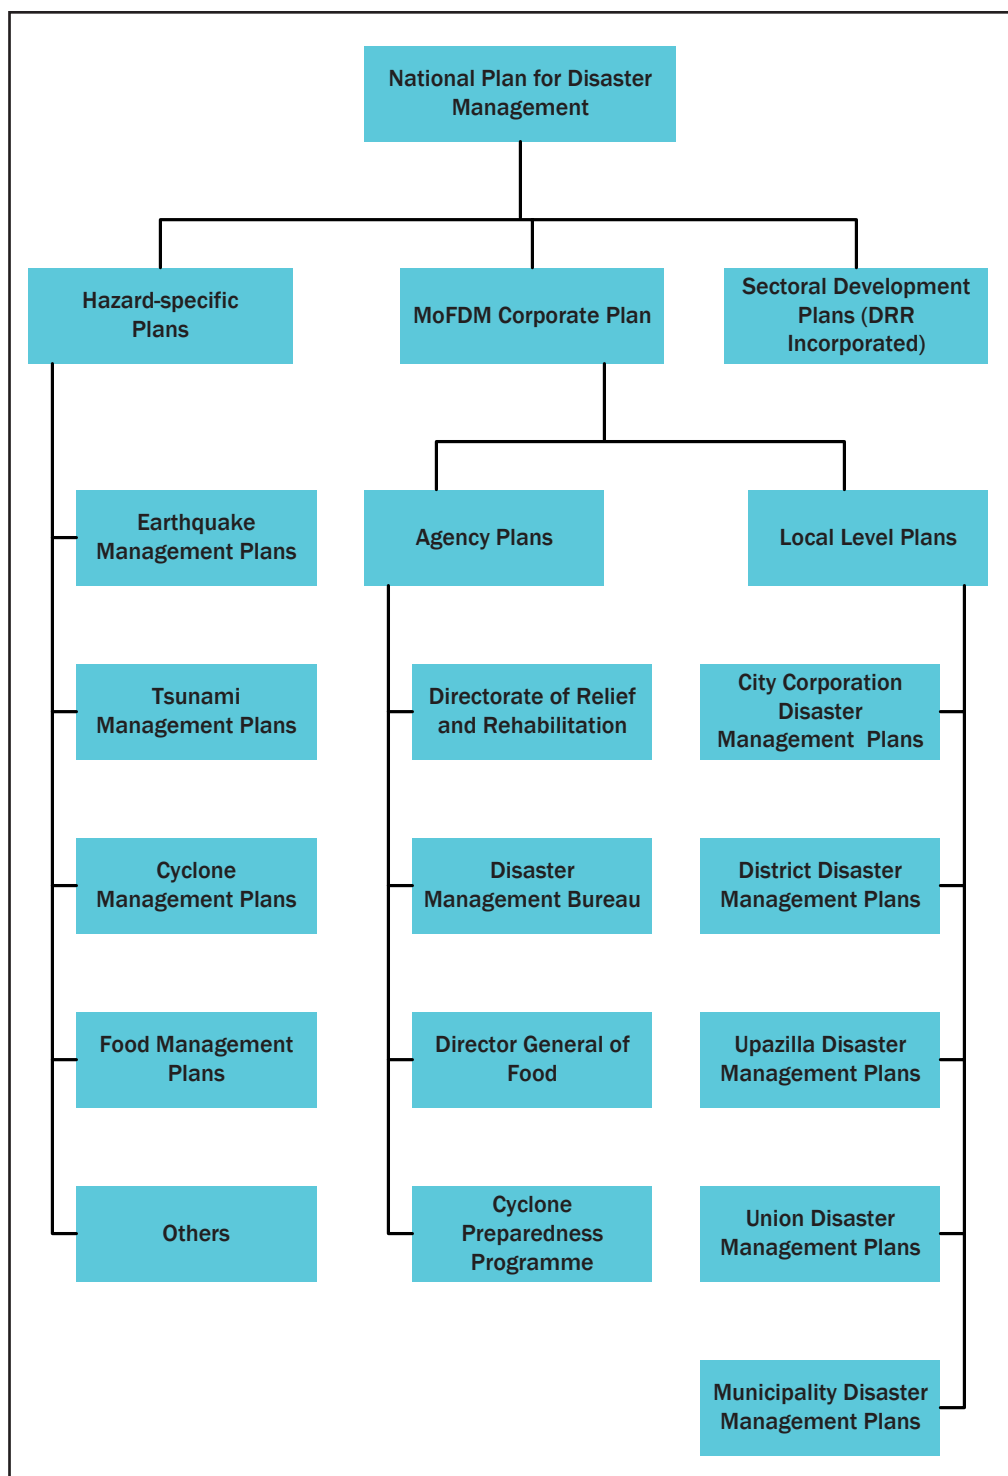 National Plan for Disaster
Management
Hazard-specific
Plans
MoFDM Corporate Plan
Sectoral Development
Plans (DRR
Incorporated)
Earthquake
Management Plans
Agency Plans
Local Level Plans
Tsunami
Management Plans
Directorate of Relief
and Rehabilitation
City Corporation
Disaster
Management Plans
Cyclone
Management Plans
Disaster
Management Bureau
District Disaster
Management Plans
Food Management
Plans
Director General of
Food
Upazilla Disaster
Management Plans
Others
Cyclone
Preparedness
Programme
Union Disaster
Management Plans
Municipality Disaster
Management Plans